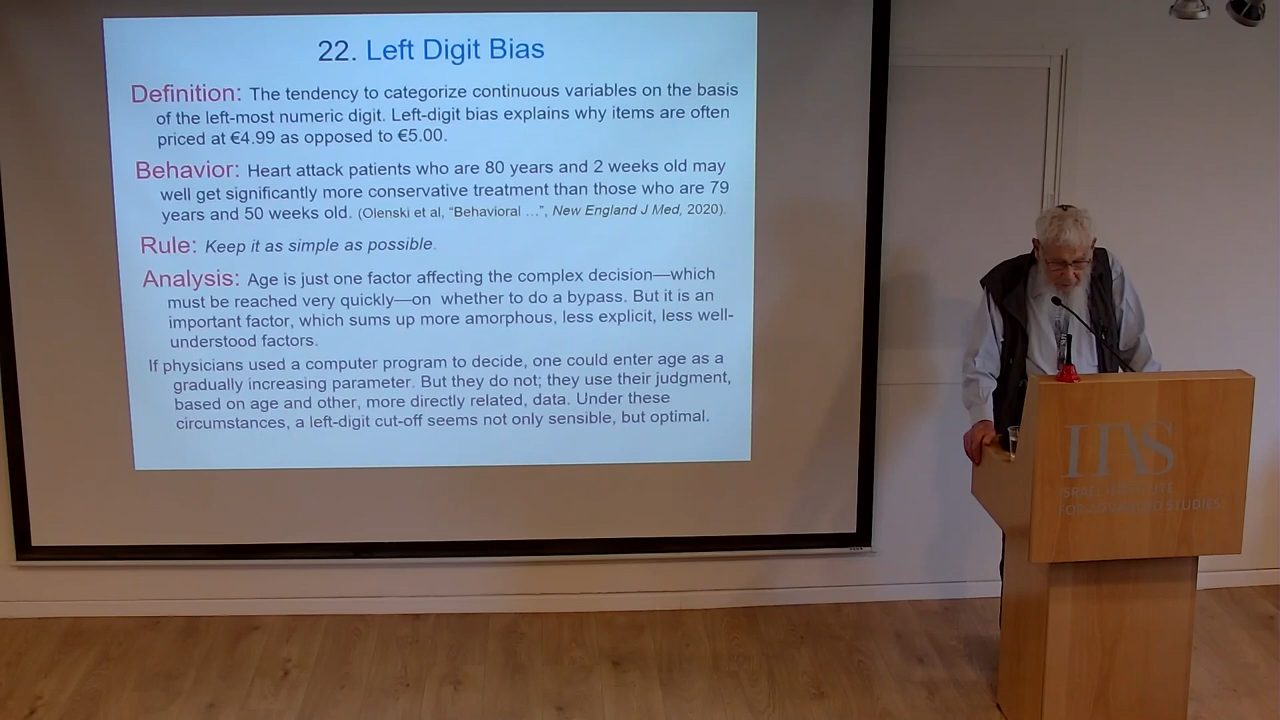 22. Left Digit Bias
Definition: The tendency to categorize continuous variables on the basis
of the left-most numeric digit. Left-digit bias explains why items are often
priced at €4.99 as opposed to €5.00.
Behavior: Heart attack patients who are 80 years and 2 weeks old may
well get significantly more conservative treatment than those who are 79
years and 50 weeks old. (Olenski et al, “Behavioral ...”, New England J Med, 2020).
Rule: Keep it as simple as possible.
Analysis: Age is just one factor affecting the complex decision—which
must be reached very quickly—on whether to do a bypass. But it is an
important factor, which sums up more amorphous, less explicit, less well-
understood factors.
If physicians used a computer program to decide, one could enter age as a
gradually increasing parameter. But they do not; they use their judgment,
based on age and other, more directly related, data. Under these
circumstances, a left-digit cut-off seems not only sensible, but optimal.
IIAS
ISRAEL INSTITUTE
FOR ADVANCED STUDIES